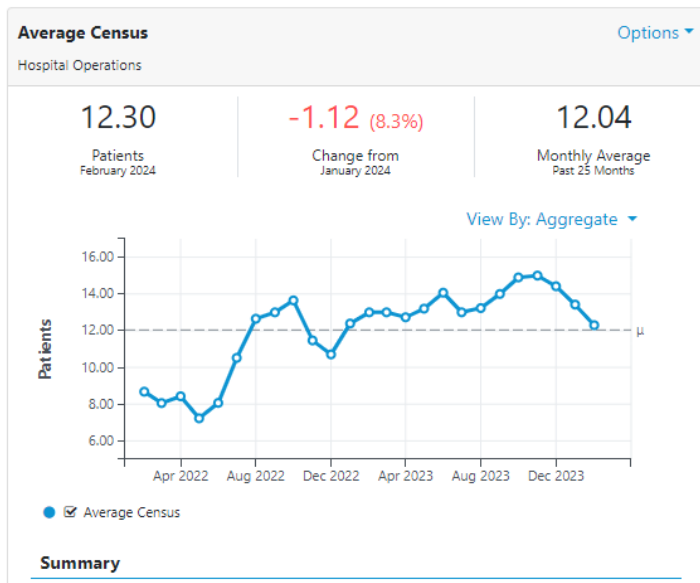 Average Census
Options
Hospital Operations
12.30
Patients
February 2024
-1.12 (8.3%)
Change from
January 2024
12.04
Monthly Average
Past 25 Months
View By: Aggregate
Patients
16.00
14.00
12.00
10.00
8.00
6.00
μ
Apr 2022 Aug 2022 Dec 2022 Apr 2023 Aug 2023 Dec 2023
Average Census
Summary